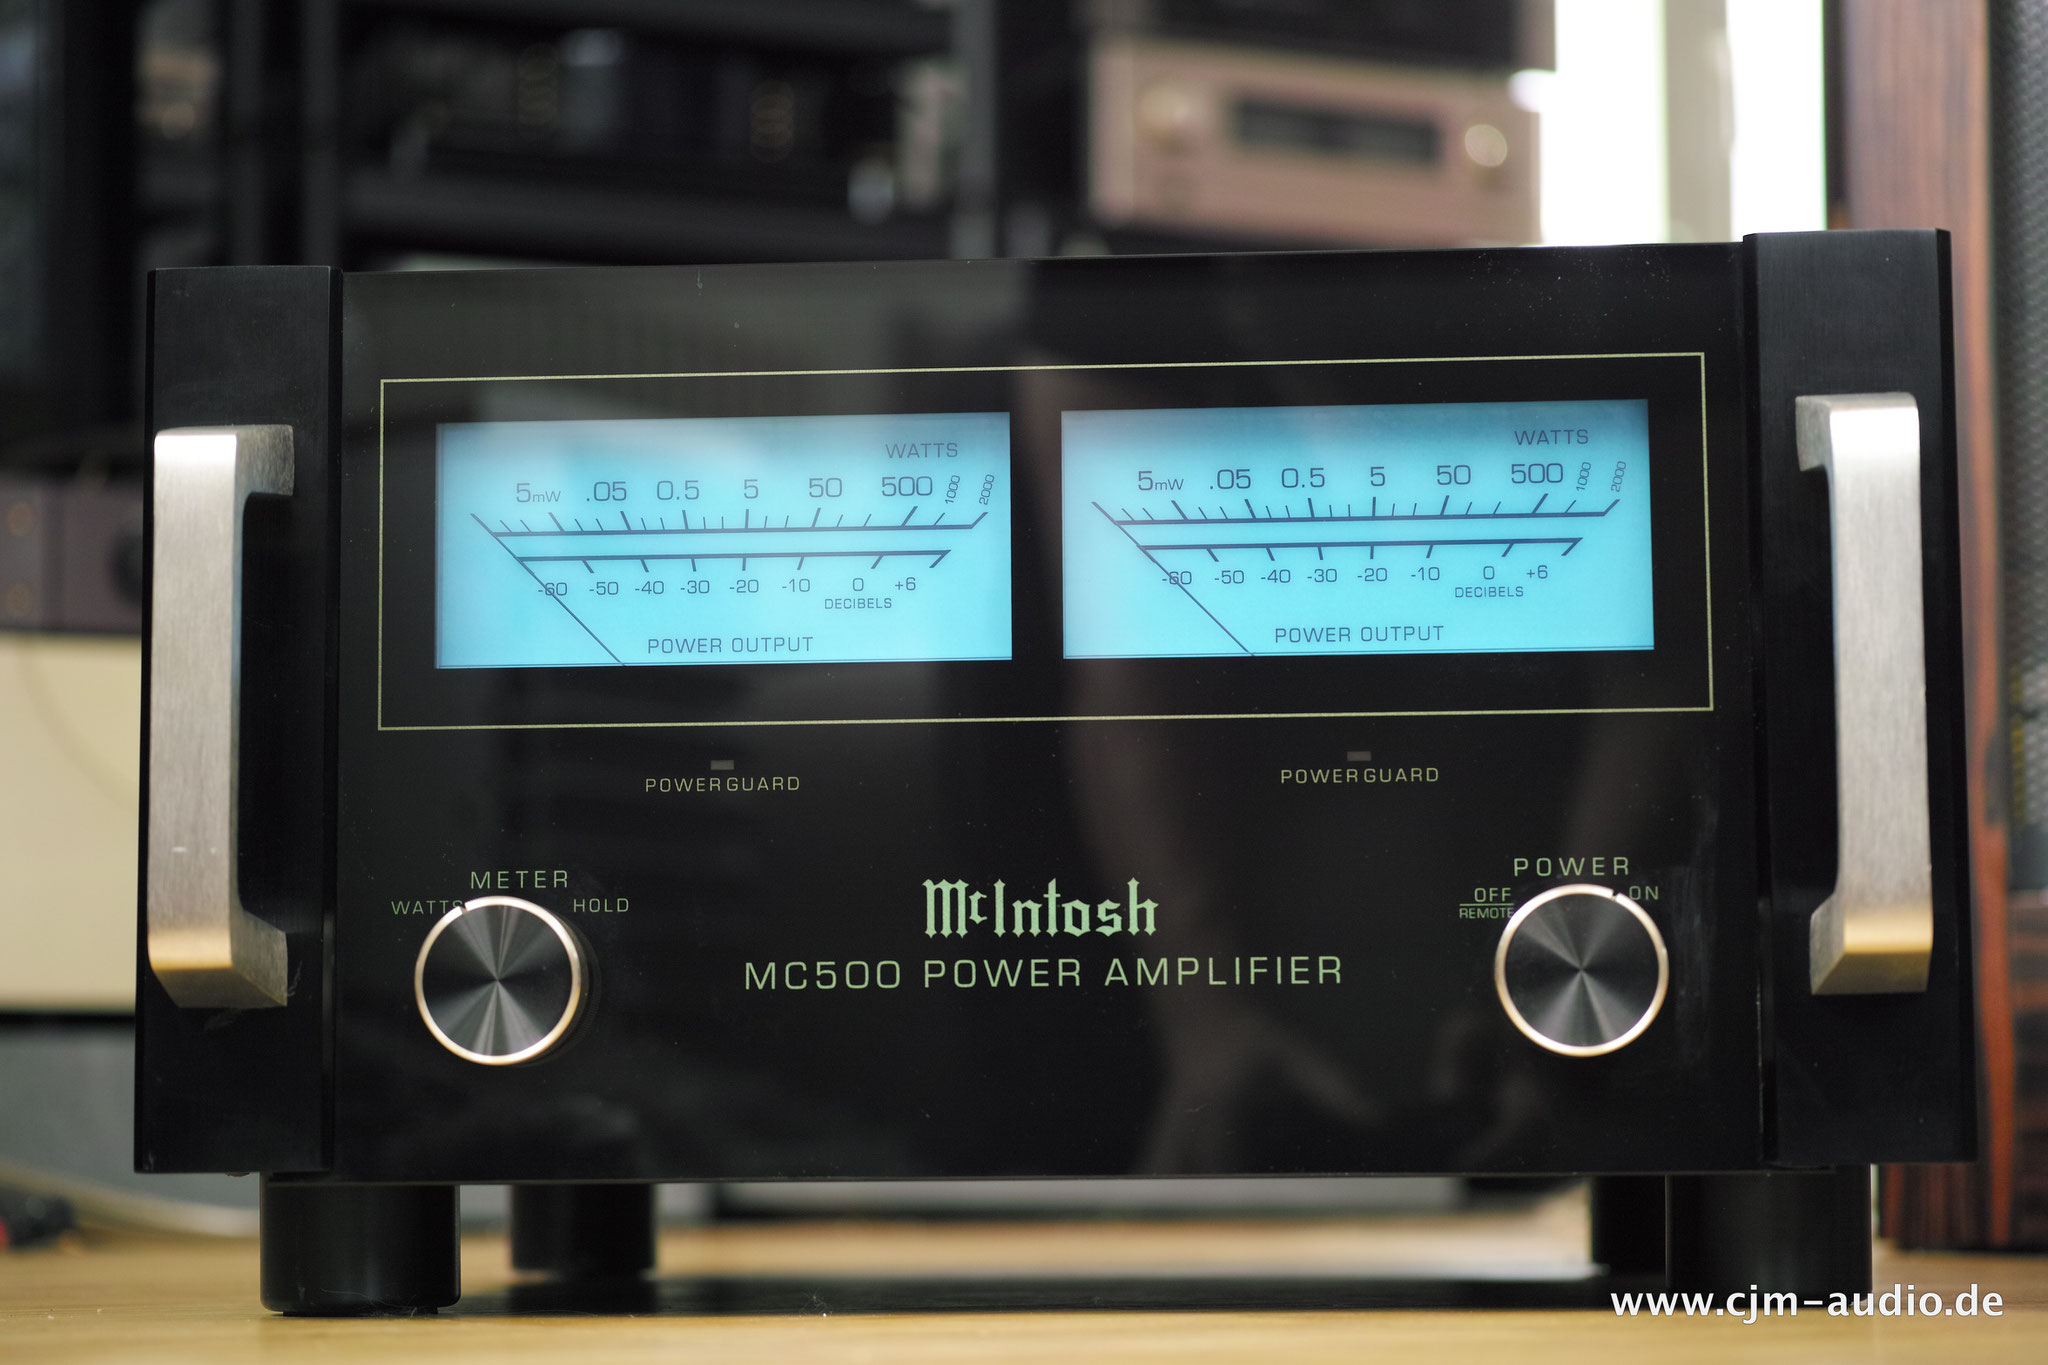 WATTS
5mW .05 0.5 5 50 500 1000 2000
-60 -50 -40 -30 -20 -10 0 +6
DECIBELS
POWER OUTPUT
WATTS
5mW .05 0.5 5 50 500 1000 2000
-60 -50 -40 -30 -20 -10 0 +6
DECIBELS
POWER OUTPUT
POWER GUARD
POWER GUARD
METER
WATTS HOLD
POWER
OFF ON
REMOTE
McIntosh
MC500 POWER AMPLIFIER
www.cjm-audio.de